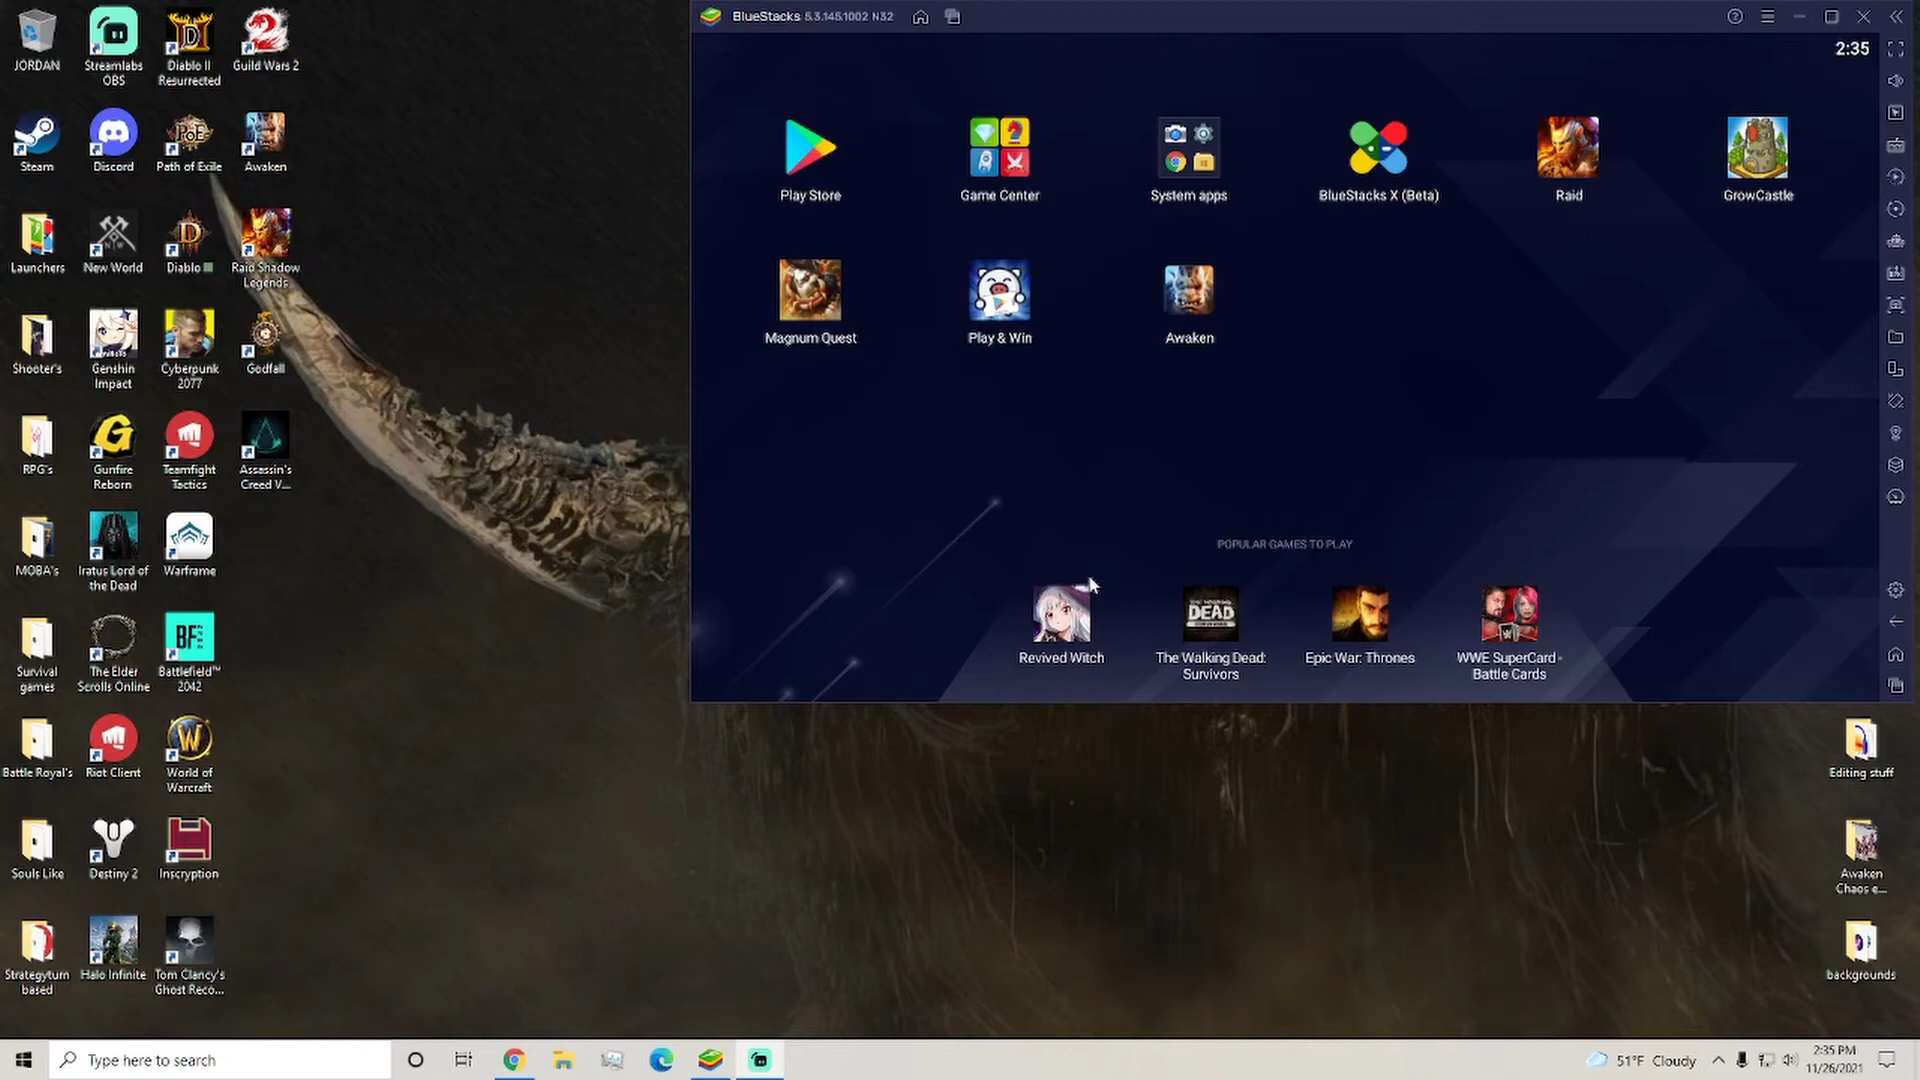 JORDAN
Streamlabs
OBS
Diablo II
Resurrected
Guild Wars 2
Steam
Discord
Path of Exile
Awaken
Launchers
New World
Diablo III
Raid Shadow
Legends
Shooter's
Genshin
Impact
Cyberpunk
2077
Godfall
RPG's
Gunfire
Reborn
Teamfight
Tactics
Assassin's
Creed V...
MOBA's
Iratus Lord of
the Dead
Warframe
Survival
games
The Elder
Scrolls Online
Battlefield™
2042
Battle Royal's
Riot Client
World of
Warcraft
Souls Like
Destiny 2
Inscryption
Strategyturn
based
Halo Infinite
Tom Clancy's
Ghost Reco...
BlueStacks 5.3.145.1002 N32
2:35
Play Store
Game Center
System apps
BlueStacks X (Beta)
Raid
GrowCastle
Magnum Quest
Play & Win
Awaken
POPULAR GAMES TO PLAY
Revived Witch
The Walking Dead:
Survivors
Epic War: Thrones
WWE SuperCard -
Battle Cards
Editing stuff
Awaken
Chaos e...
backgrounds
Type here to search
51°F Cloudy
2:35 PM
11/26/2021